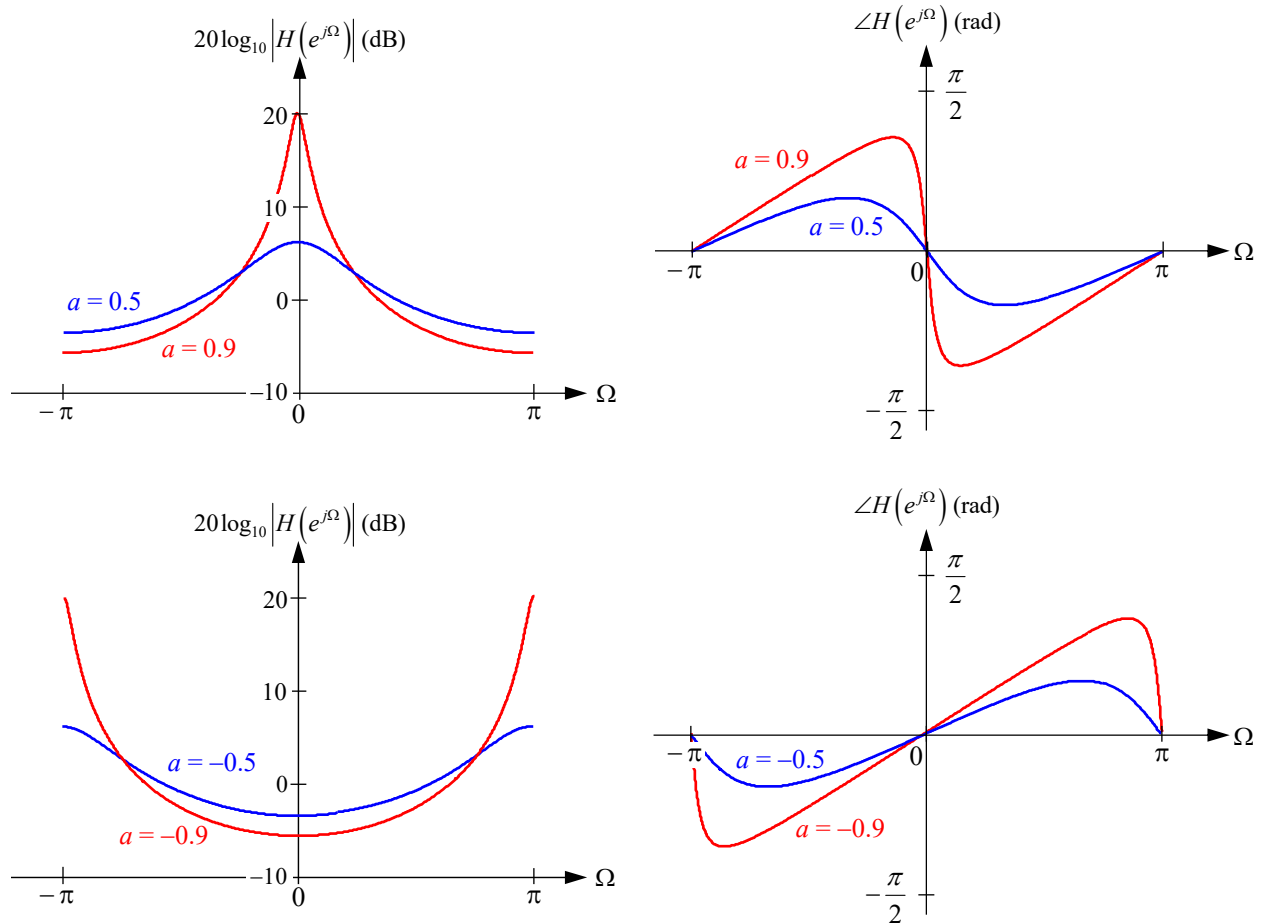 20log₁₀|H(e^{jΩ})| (dB)
20
10
0
−10
a = 0.5
a = 0.9
−π
0
π
Ω
∠H(e^{jΩ}) (rad)
π/2
a = 0.9
a = 0.5
−π
0
π
Ω
−π/2
20log₁₀|H(e^{jΩ})| (dB)
20
10
0
−10
a = −0.5
a = −0.9
−π
0
π
Ω
∠H(e^{jΩ}) (rad)
π/2
−π
0
π
Ω
a = −0.5
a = −0.9
−π/2